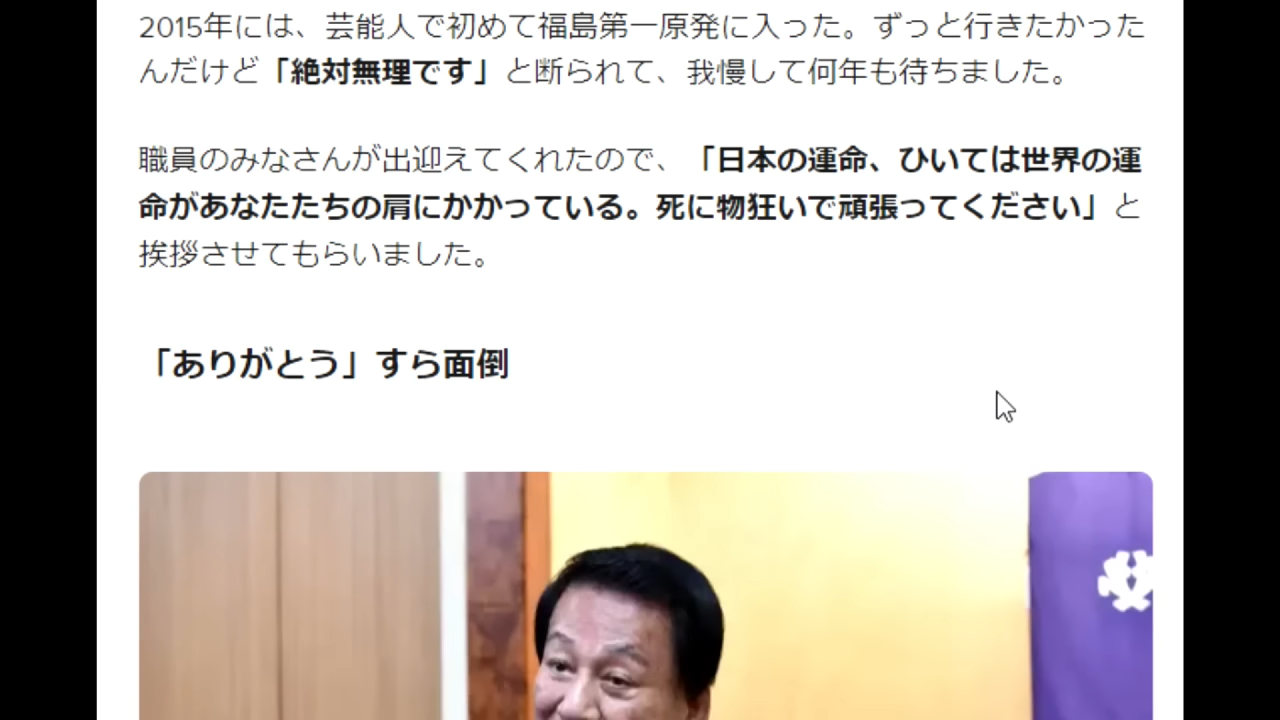 2015年には、芸能人で初めて福島第一原発に入った。ずっと行きたかった
んだけど「絶対無理です」と断られて、我慢して何年も待ちました。
職員のみなさんが出迎えてくれたので、「日本の運命、ひいては世界の運
命があなたたちの肩にかかっている。死に物狂いで頑張ってください」と
挨拶させてもらいました。
「ありがとう」すら面倒